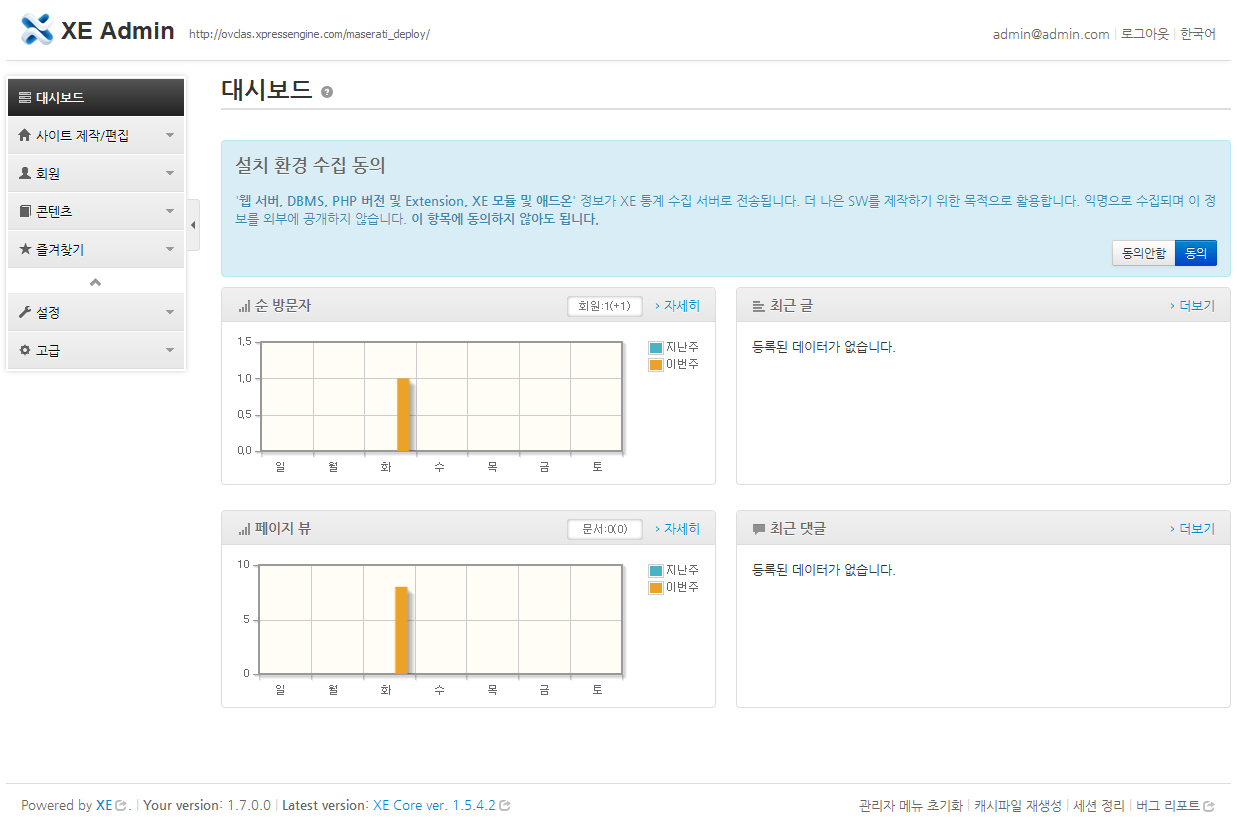 XE Admin http://ovclas.xpressengine.com/maserati_deploy/
admin@admin.com | 로그아웃 | 한국어
대시보드
사이트 제작/편집
회원
콘텐츠
즐겨찾기
설정
고급
대시보드 ?
설치 환경 수집 동의
'웹 서버, DBMS, PHP 버전 및 Extension, XE 모듈 및 애드온' 정보가 XE 통계 수집 서버로 전송됩니다. 더 나은 SW를 제작하기 위한 목적으로 활용합니다. 익명으로 수집되며 이 정
보를 외부에 공개하지 않습니다. 이 항목에 동의하지 않아도 됩니다.
동의안함 동의
순 방문자 회원:1(+1) › 자세히
1,5
1,0
0,5
0,0
일 월 화 수 목 금 토
지난주
이번주
최근 글 › 더보기
등록된 데이터가 없습니다.
페이지 뷰 문서:0(0) › 자세히
10
5
0
일 월 화 수 목 금 토
지난주
이번주
최근 댓글 › 더보기
등록된 데이터가 없습니다.
Powered by XE. | Your version: 1.7.0.0 | Latest version: XE Core ver. 1.5.4.2
관리자 메뉴 초기화 | 캐시파일 재생성 | 세션 정리 | 버그 리포트